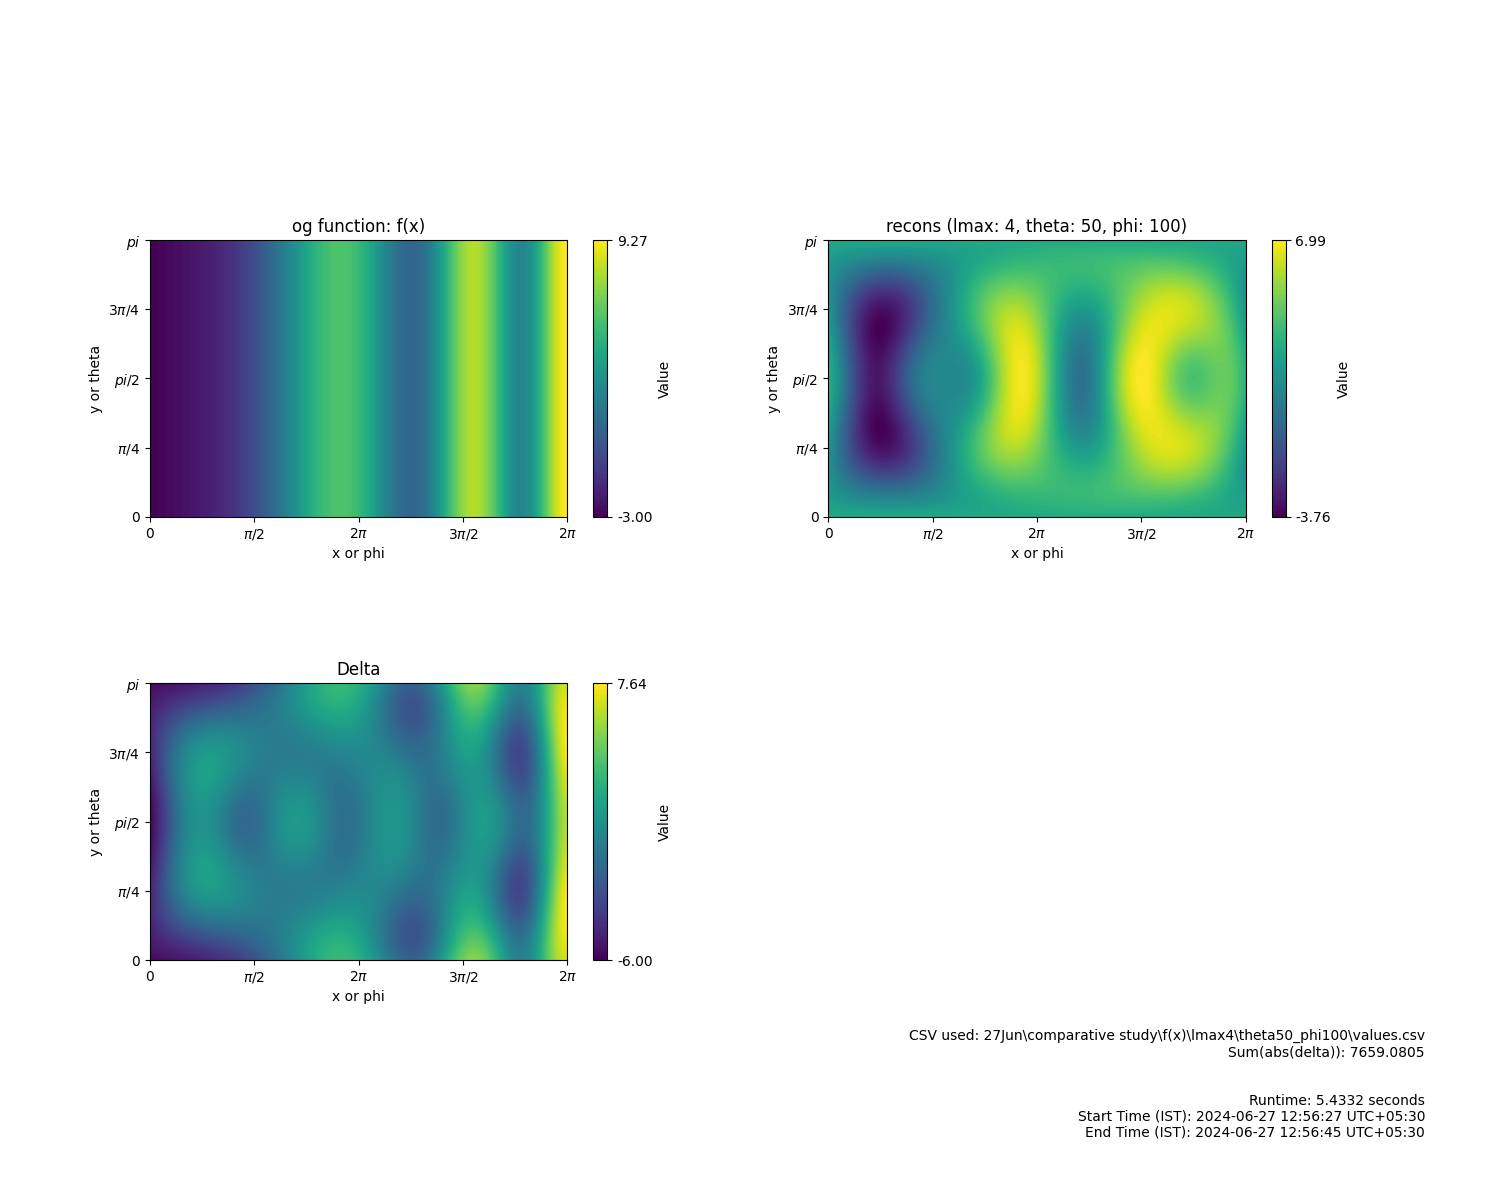 og function: f(x)
pi
3π/4
pi/2
π/4
0
y or theta
0
π/2
2π
3π/2
2π
x or phi
9.27
-3.00
Value
recons (lmax: 4, theta: 50, phi: 100)
pi
3π/4
pi/2
π/4
0
y or theta
0
π/2
2π
3π/2
2π
x or phi
6.99
-3.76
Value
Delta
pi
3π/4
pi/2
π/4
0
y or theta
0
π/2
2π
3π/2
2π
x or phi
7.64
-6.00
Value
CSV used: 27Jun\comparative study\f(x)\lmax4\theta50_phi100\values.csv
Sum(abs(delta)): 7659.0805
Runtime: 5.4332 seconds
Start Time (IST): 2024-06-27 12:56:27 UTC+05:30
End Time (IST): 2024-06-27 12:56:45 UTC+05:30